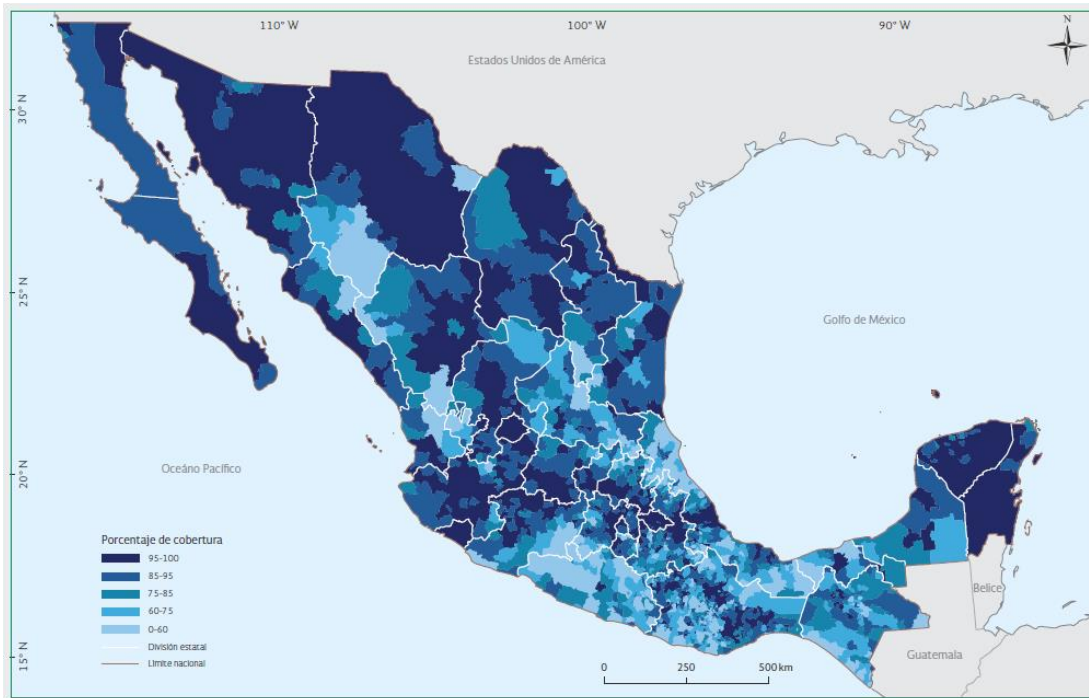 110° W
100° W
90° W
N
Estados Unidos de América
30° N
25° N
Golfo de México
20° N
Océano Pacífico
Porcentaje de cobertura
95-100
85-95
75-85
60-75
0-60
División estatal
Límite nacional
Belice
Guatemala
15° N
0 250 500 km